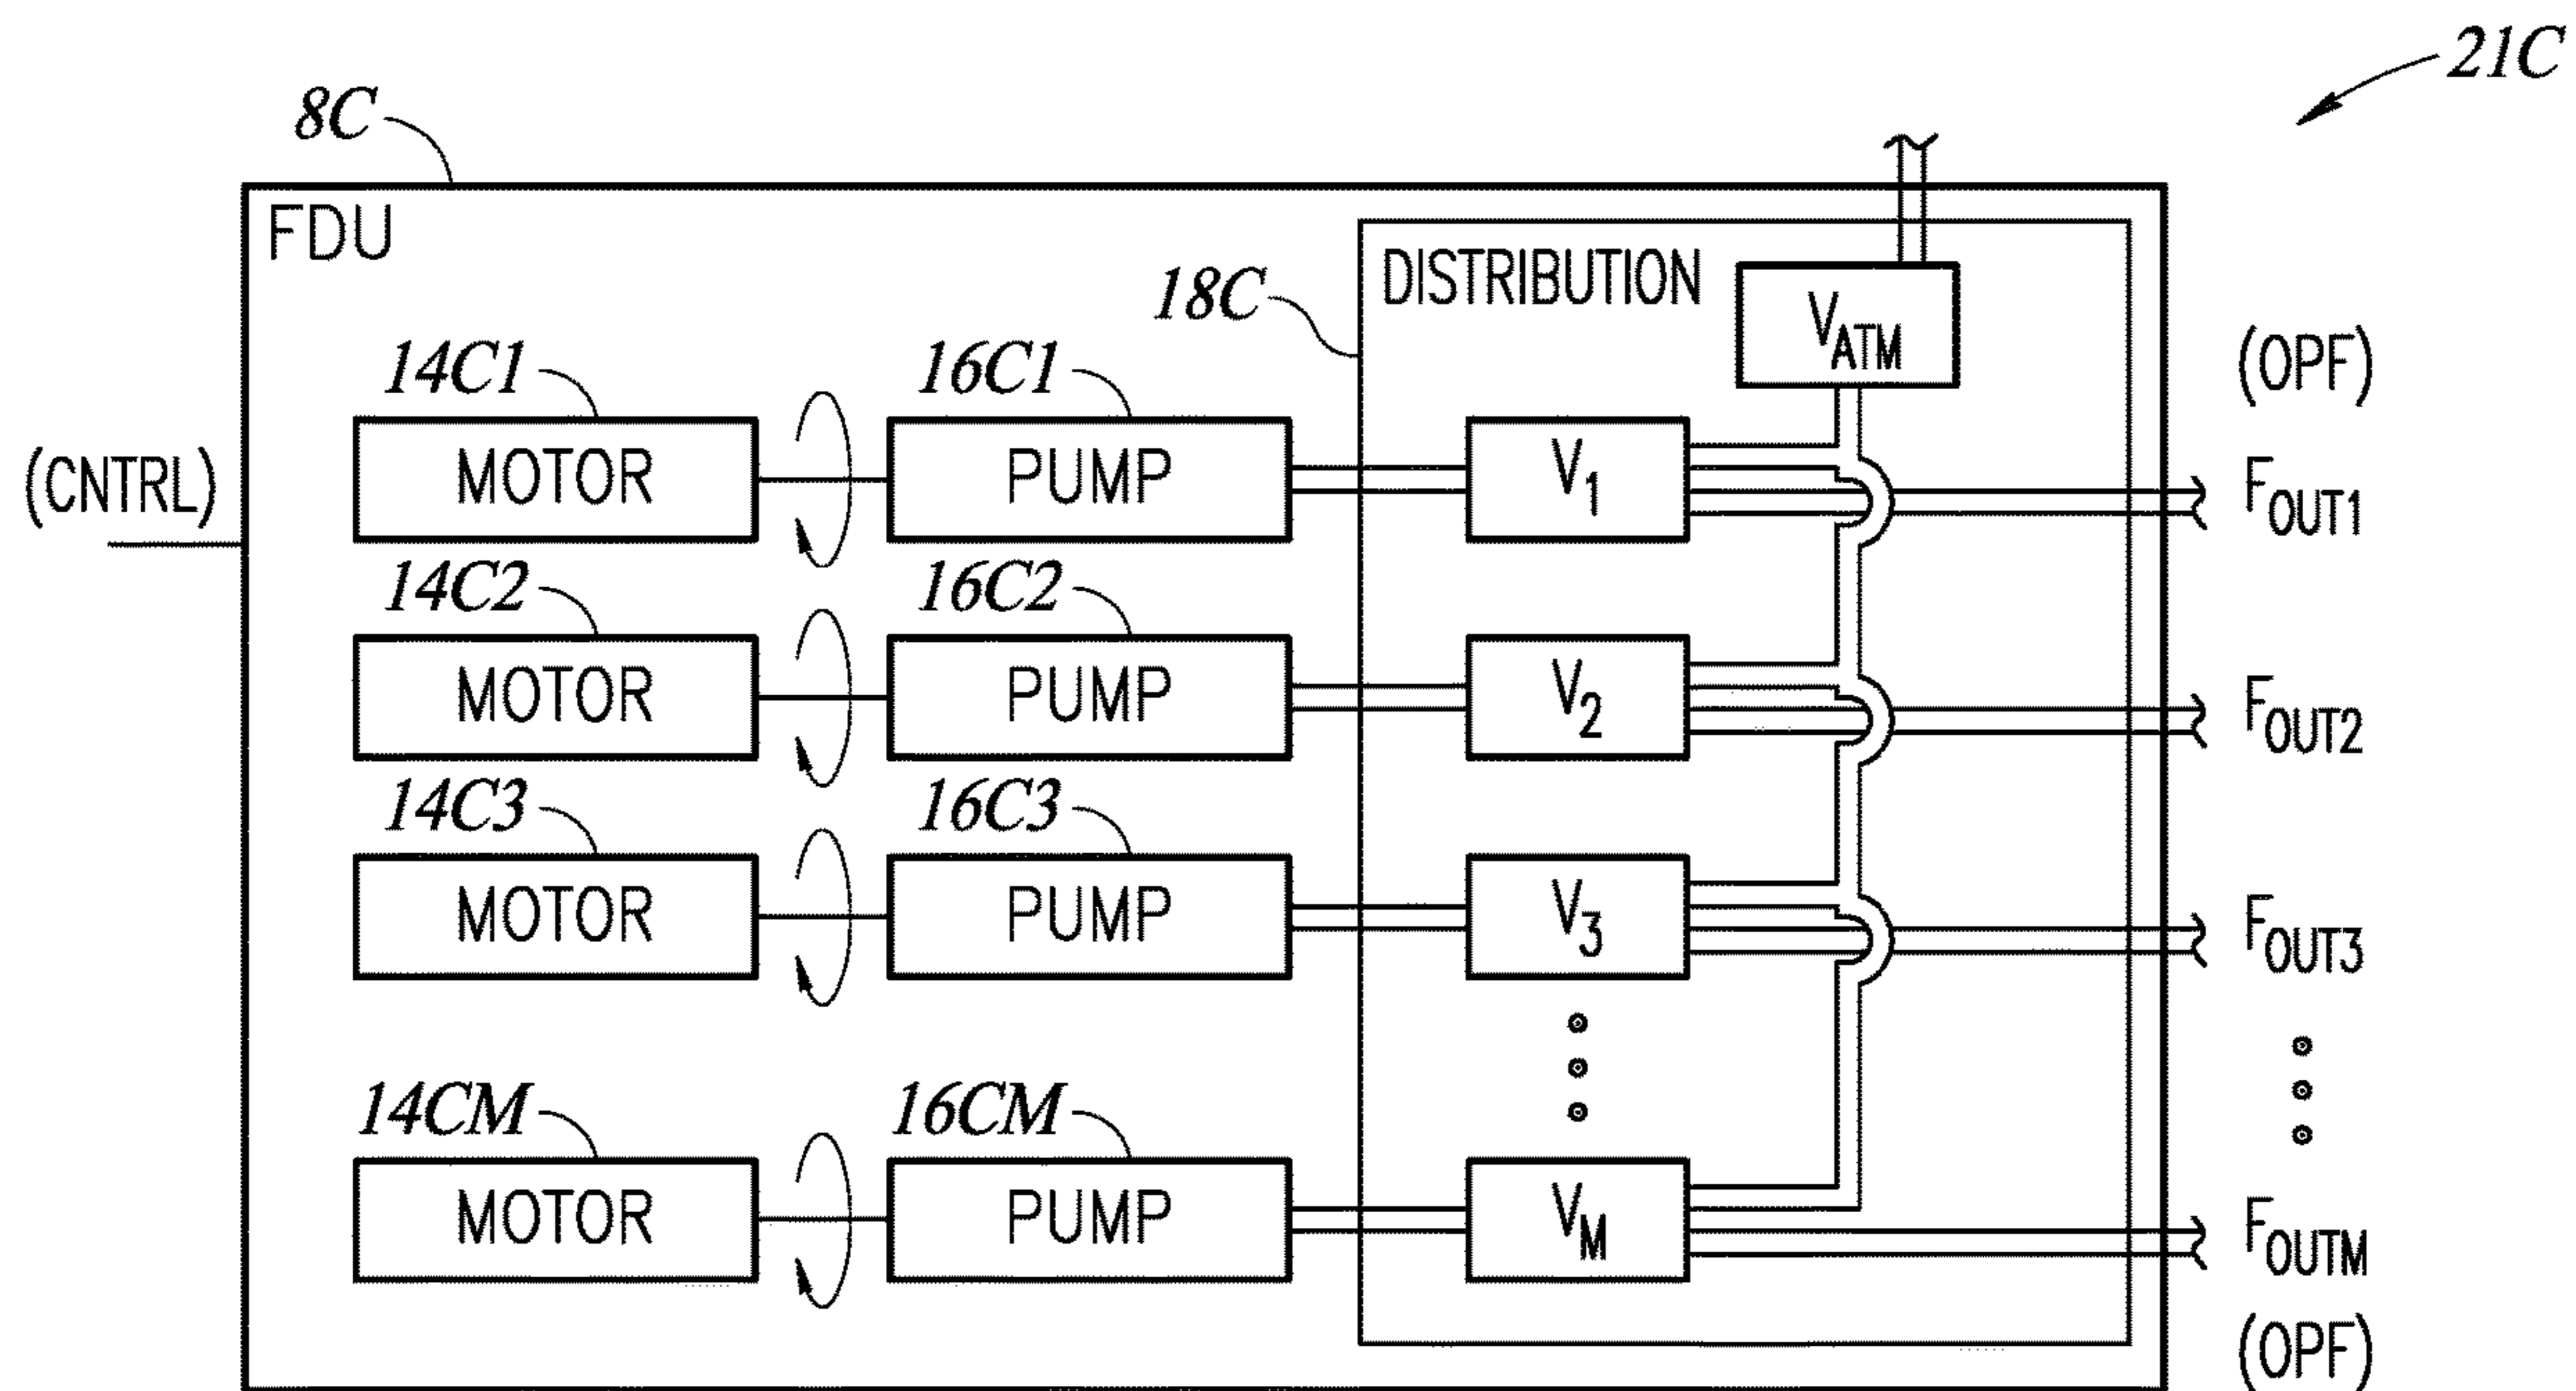 21C
8C
FDU
18C
DISTRIBUTION
VATM
(OPF)
14C1
16C1
(CNTRL)
MOTOR
PUMP
V1
FOUT1
14C2
16C2
MOTOR
PUMP
V2
FOUT2
14C3
16C3
MOTOR
PUMP
V3
FOUT3
14CM
16CM
MOTOR
PUMP
VM
FOUTM
(OPF)